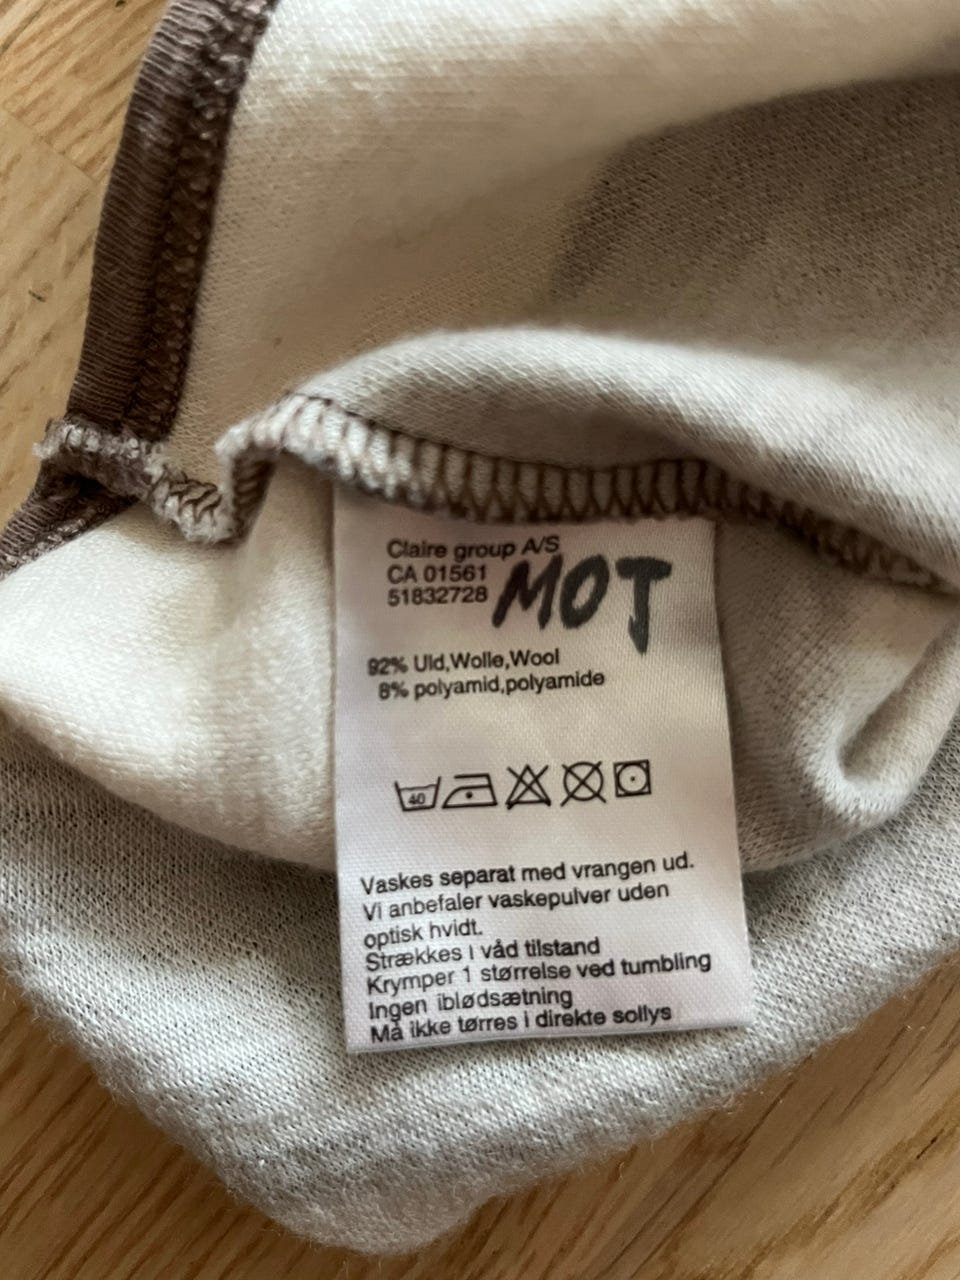 Claire group A/S
CA 01561
51832728
MOT
92% Uld,Wolle,Wool
8% polyamid,polyamide
40
Vaskes separat med vrangen ud.
Vi anbefaler vaskepulver uden
optisk hvidt.
Strækkes i våd tilstand
Krymper 1 størrelse ved tumbling
Ingen iblødsætning
Må ikke tørres i direkte sollys